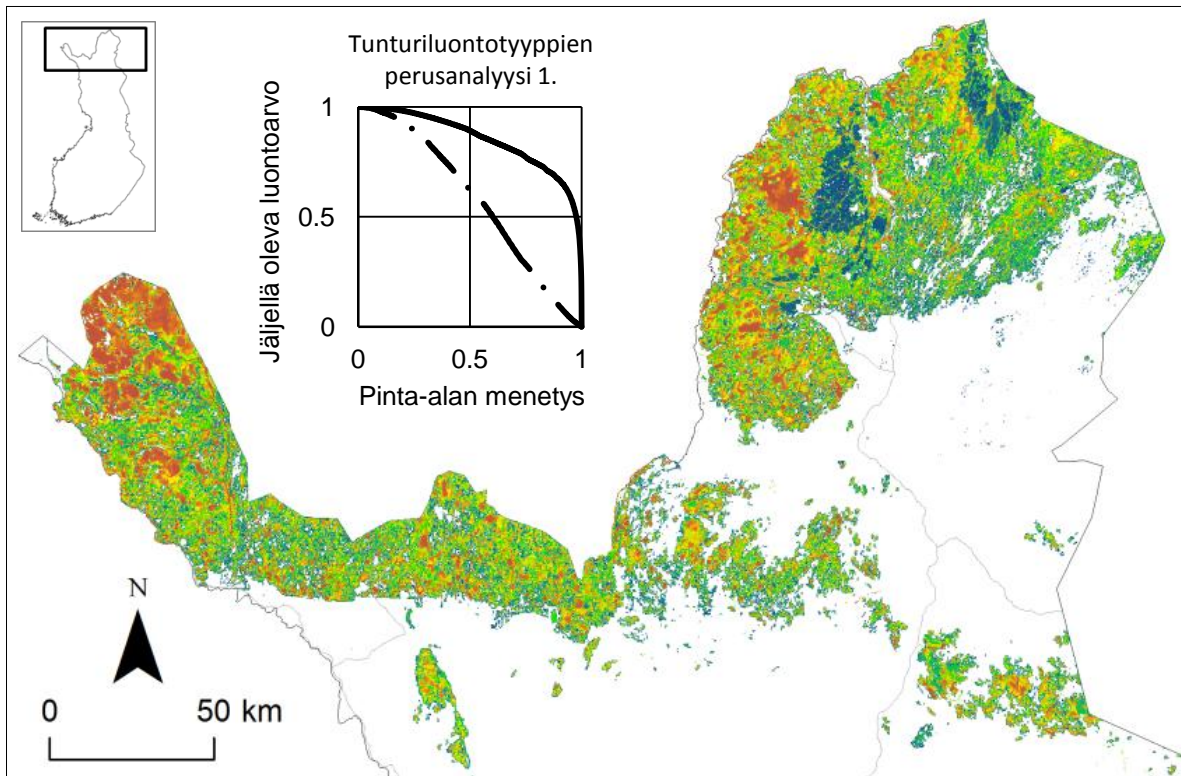 Tunturiluontotyyppien
perusanalyysi 1.
Jäljellä oleva luontoarvo
1
0.5
0
0 0.5 1
Pinta-alan menetys
N
0 50 km